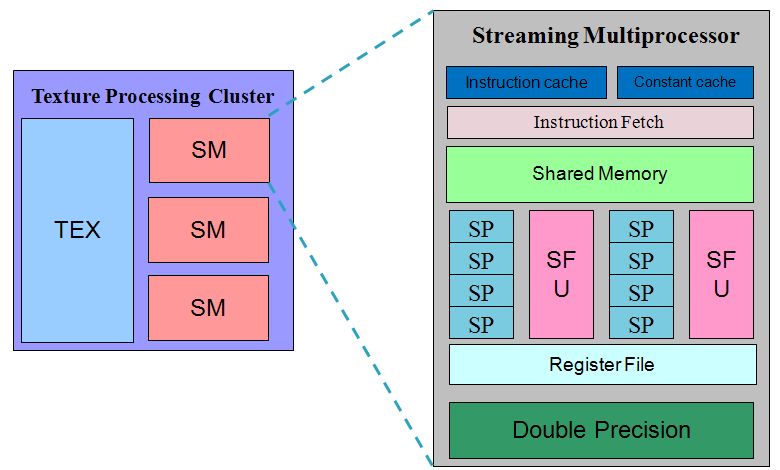 Texture Processing Cluster
TEX
SM
SM
SM
Streaming Multiprocessor
Instruction cache
Constant cache
Instruction Fetch
Shared Memory
SP
SP
SP
SP
SF
U
SP
SP
SP
SP
SF
U
Register File
Double Precision